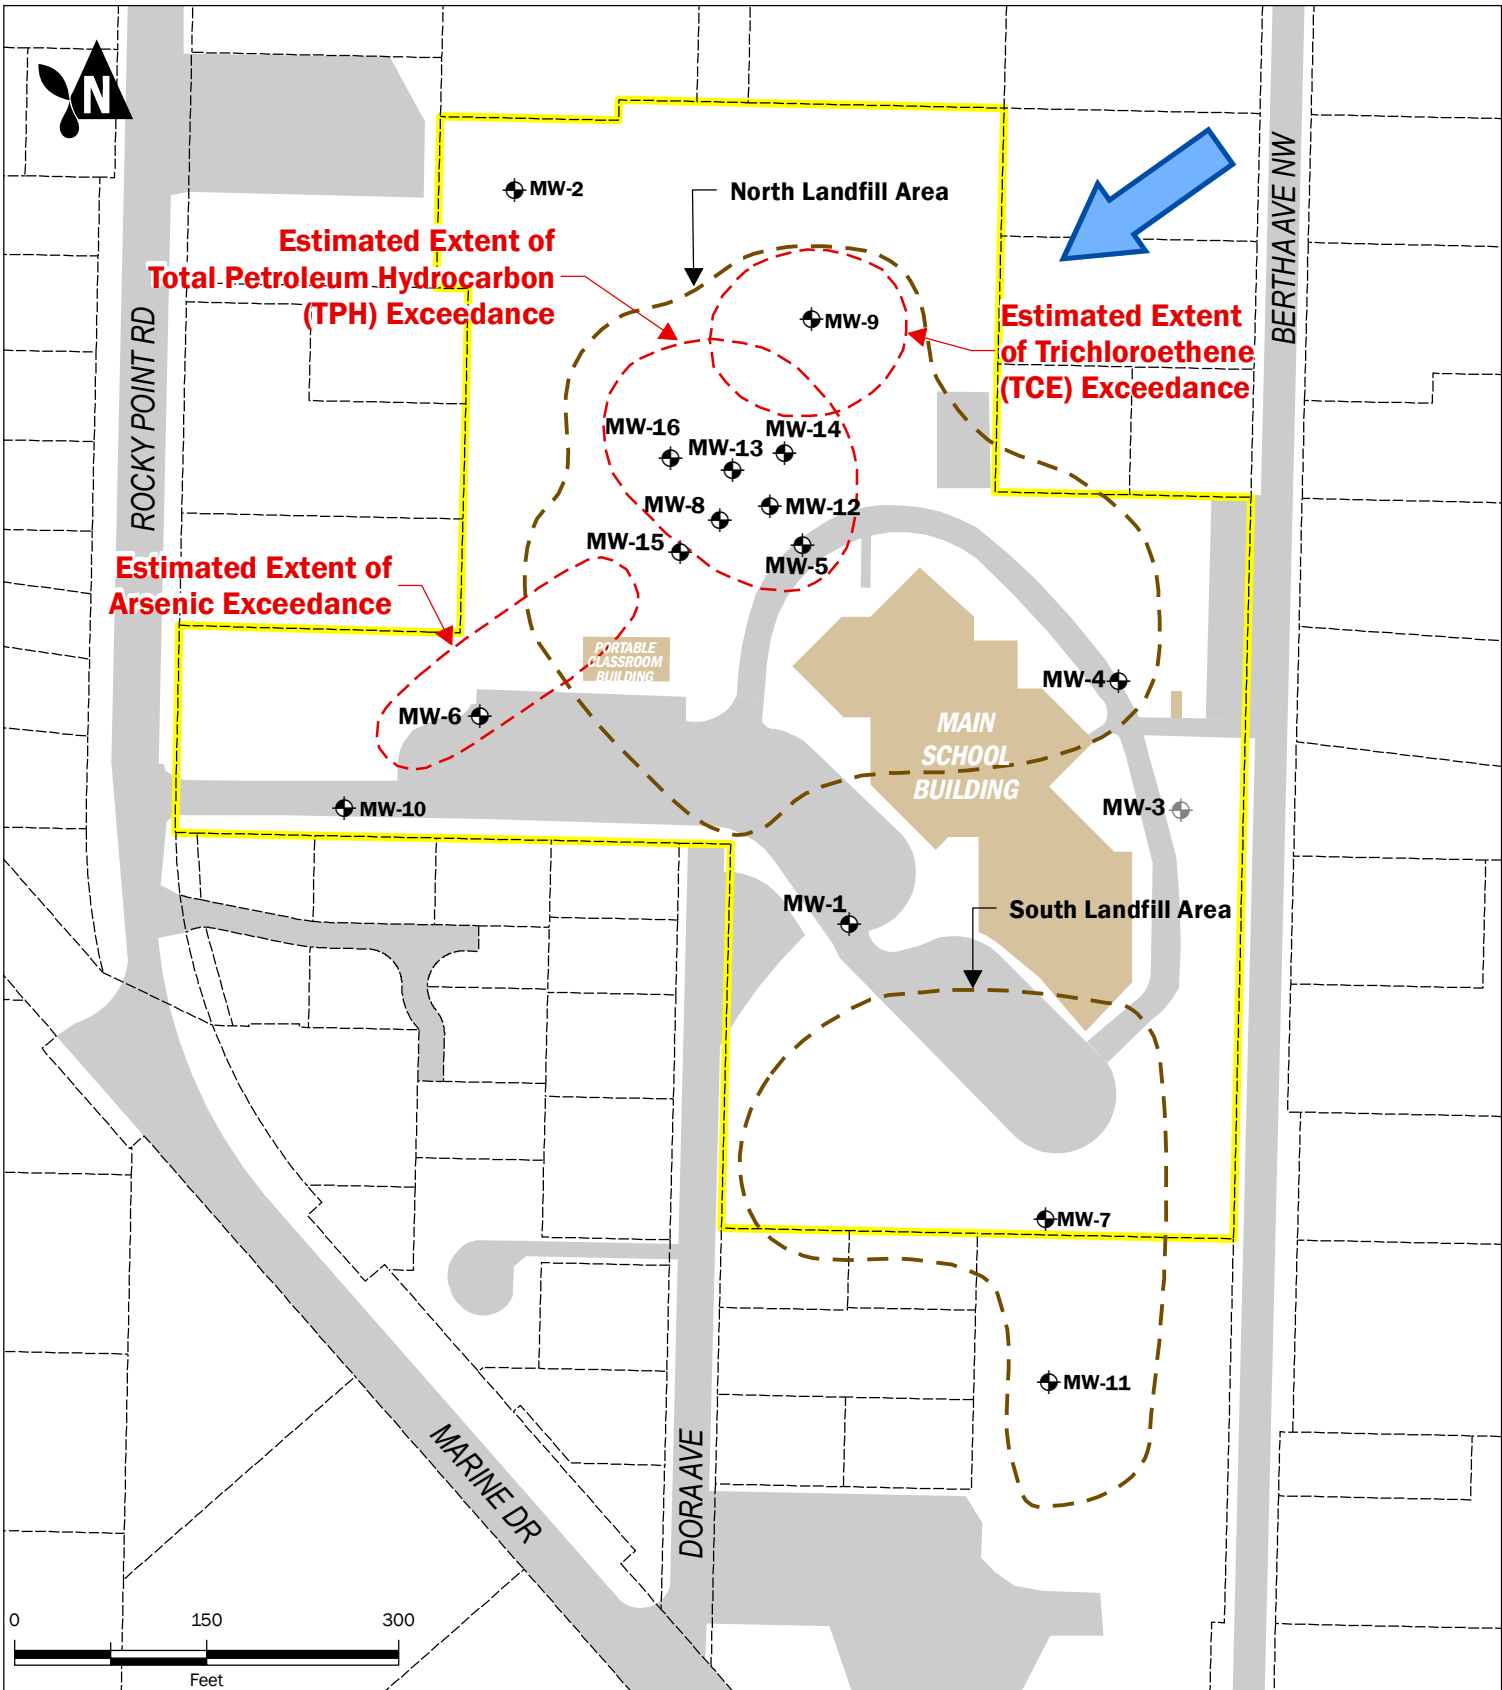 N
MW-2
North Landfill Area
Estimated Extent of
Total Petroleum Hydrocarbon
(TPH) Exceedance
MW-9
Estimated Extent
of Trichloroethene
(TCE) Exceedance
BERTHA AVE NW
ROCKY POINT RD
MW-16
MW-13
MW-14
MW-8
MW-12
MW-15
MW-5
Estimated Extent of
Arsenic Exceedance
PORTABLE
CLASSROOM
BUILDING
MW-4
MW-6
MAIN
SCHOOL
BUILDING
MW-10
MW-3
MW-1
South Landfill Area
MW-7
MW-11
MARINE DR
DORA AVE
0 150 300
Feet